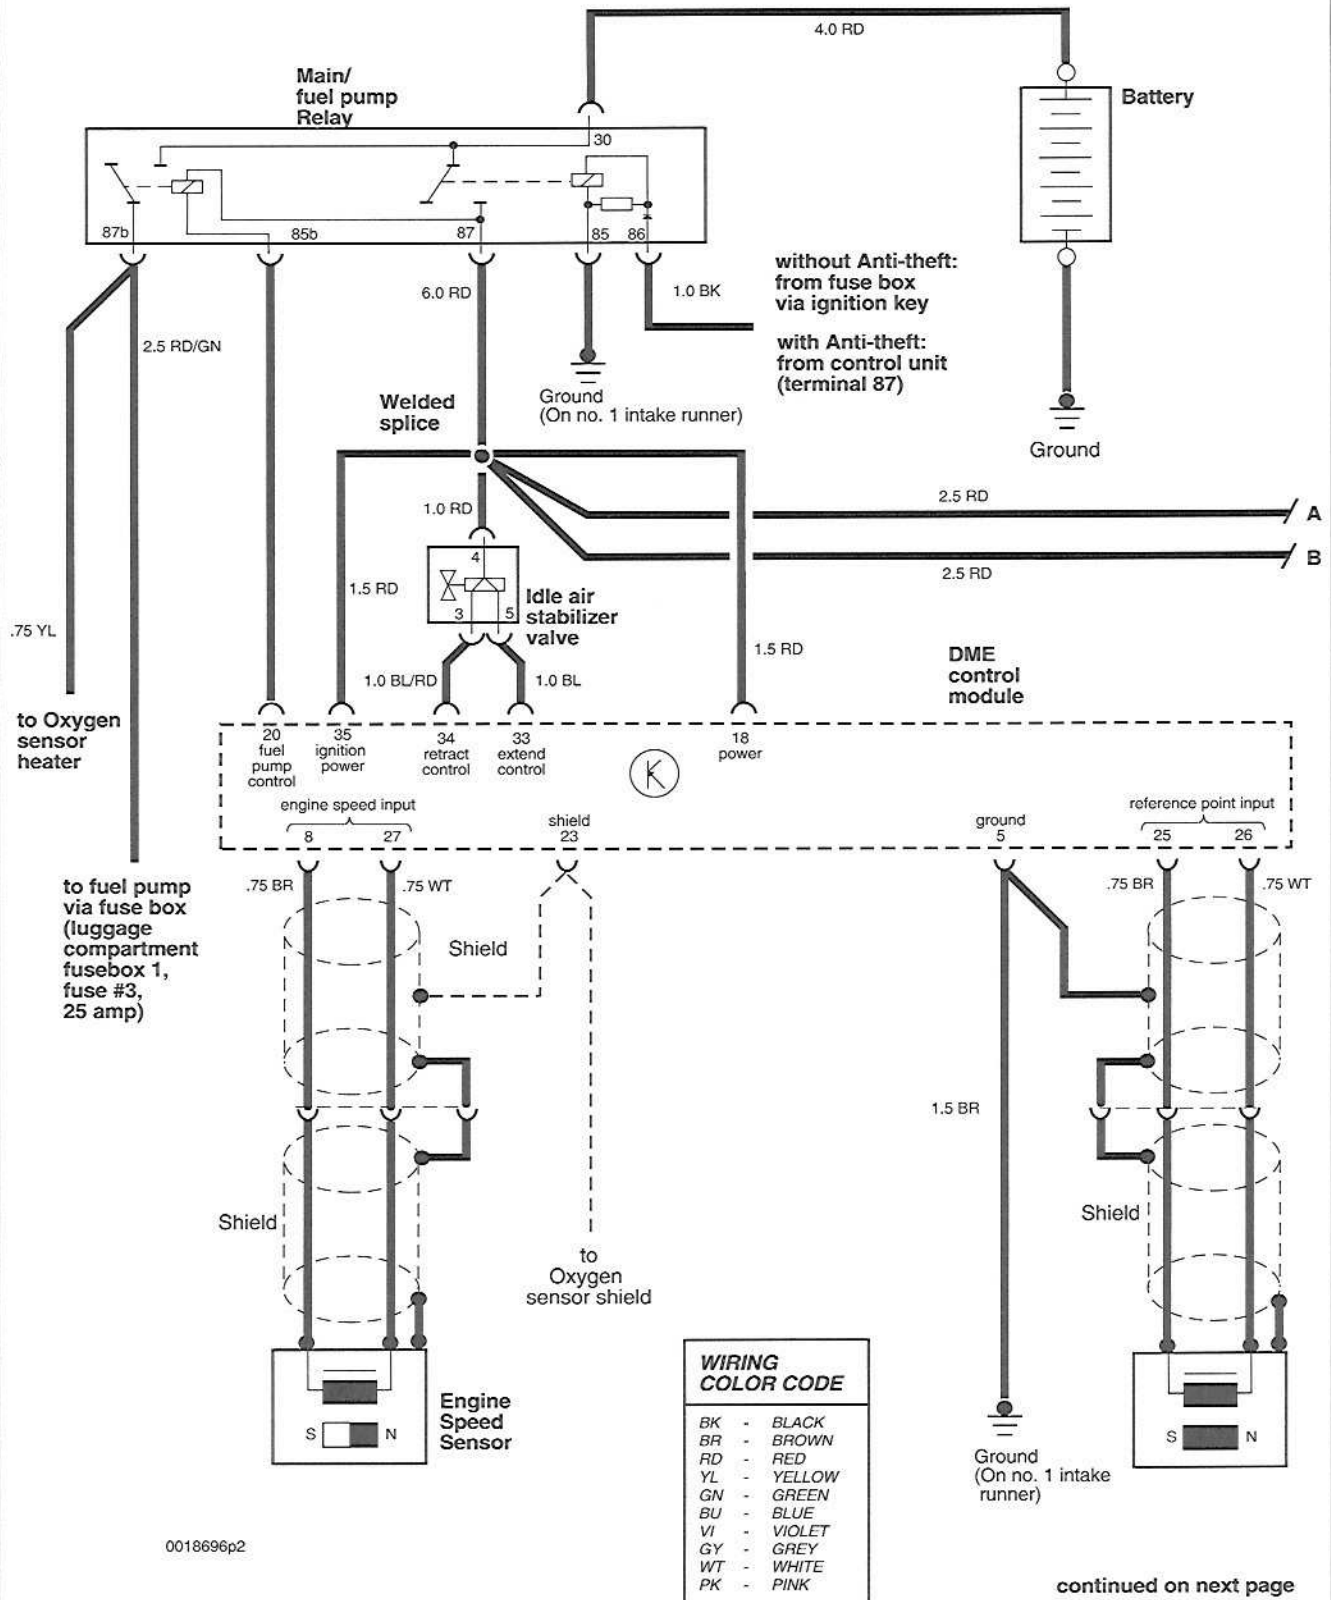 4.0 RD
Main/
fuel pump
Relay
Battery
30
87b
85b
87
85
86
without Anti-theft:
from fuse box
via ignition key
6.0 RD
1.0 BK
2.5 RD/GN
with Anti-theft:
from control unit
(terminal 87)
Ground
(On no. 1 intake runner)
Welded
splice
Ground
2.5 RD
A
1.0 RD
B
2.5 RD
4
1.5 RD
3
5
Idle air
stabilizer
valve
.75 YL
1.5 RD
DME
control
module
1.0 BL/RD
1.0 BL
to Oxygen
sensor
heater
20
fuel
pump
control
35
ignition
power
34
retract
control
33
extend
control
18
power
engine speed input
8
27
shield
23
ground
5
reference point input
25
26
.75 BR
.75 WT
.75 BR
.75 WT
to fuel pump
via fuse box
(luggage
compartment
fusebox 1,
fuse #3,
25 amp)
Shield
1.5 BR
Shield
Shield
to
Oxygen
sensor shield
Engine
Speed
Sensor
S
N
S
N
WIRING
COLOR CODE
BK - BLACK
BR - BROWN
RD - RED
YL - YELLOW
GN - GREEN
BU - BLUE
VI - VIOLET
GY - GREY
WT - WHITE
PK - PINK
Ground
(On no. 1 intake
runner)
0018696p2
continued on next page